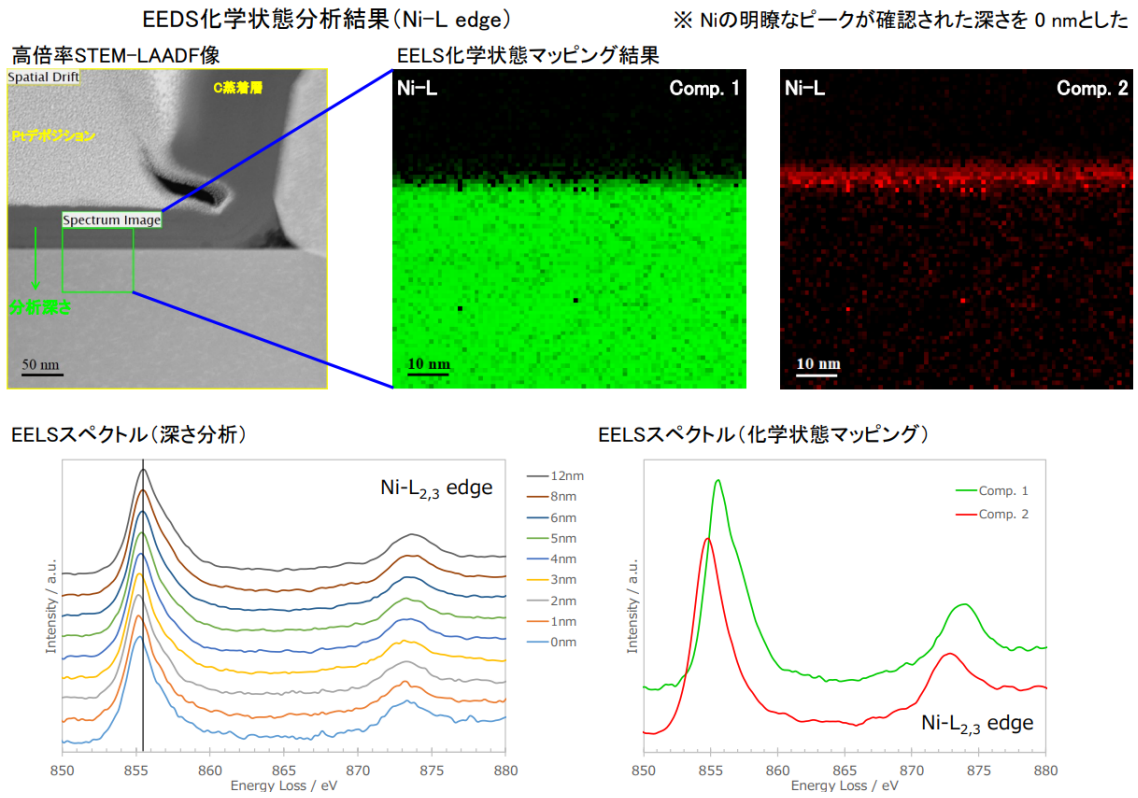 EEDS化学状態分析結果（Ni-L edge）
※ Niの明瞭なピークが確認された深さを 0 nmとした
高倍率STEM-LAADF像
Spatial Drift
C蒸着層
Ptデポジション
Spectrum Image
分析深さ
50 nm
EELS化学状態マッピング結果
Ni-L
Comp. 1
10 nm
Ni-L
Comp. 2
10 nm
EELSスペクトル（深さ分析）
Ni-L2,3 edge
12nm
8nm
6nm
5nm
4nm
3nm
2nm
1nm
0nm
Intensity / a.u.
850 855 860 865 870 875 880
Energy Loss / eV
EELSスペクトル（化学状態マッピング）
Comp. 1
Comp. 2
Ni-L2,3 edge
Intensity / a.u.
850 855 860 865 870 875 880
Energy Loss / eV